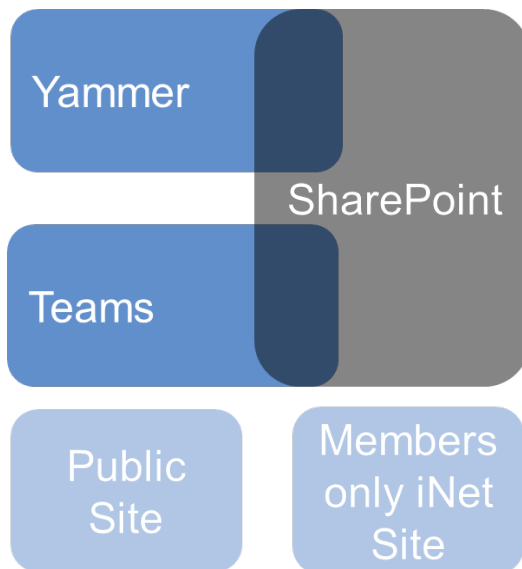 Yammer
SharePoint
Teams
Public
Site
Members
only iNet
Site